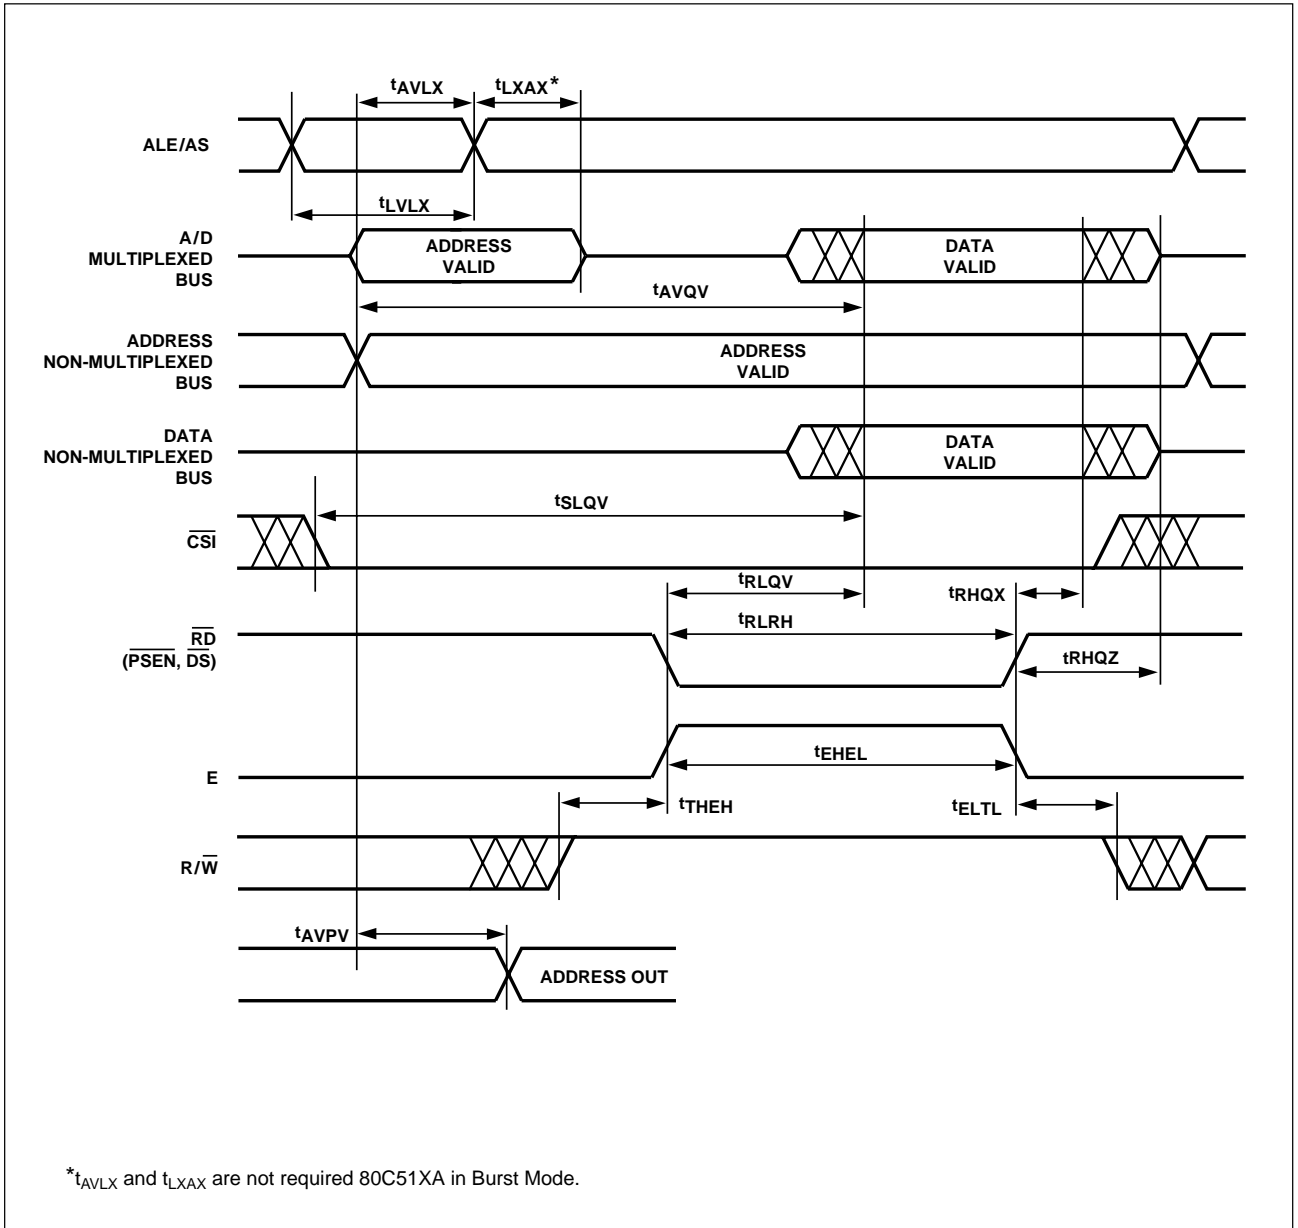 tAVLX tLXAX*
ALE/AS
tLVLX
A/D
MULTIPLEXED
BUS
ADDRESS
VALID
DATA
VALID
tAVQV
ADDRESS
NON-MULTIPLEXED
BUS
ADDRESS
VALID
DATA
NON-MULTIPLEXED
BUS
DATA
VALID
tSLQV
CSI
tRLQV
tRHQX
tRLRH
RD
(PSEN, DS)
tRHQZ
tEHEL
E
tTHEH
tELTL
R/W
tAVPV
ADDRESS OUT
*tAVLX and tLXAX are not required 80C51XA in Burst Mode.